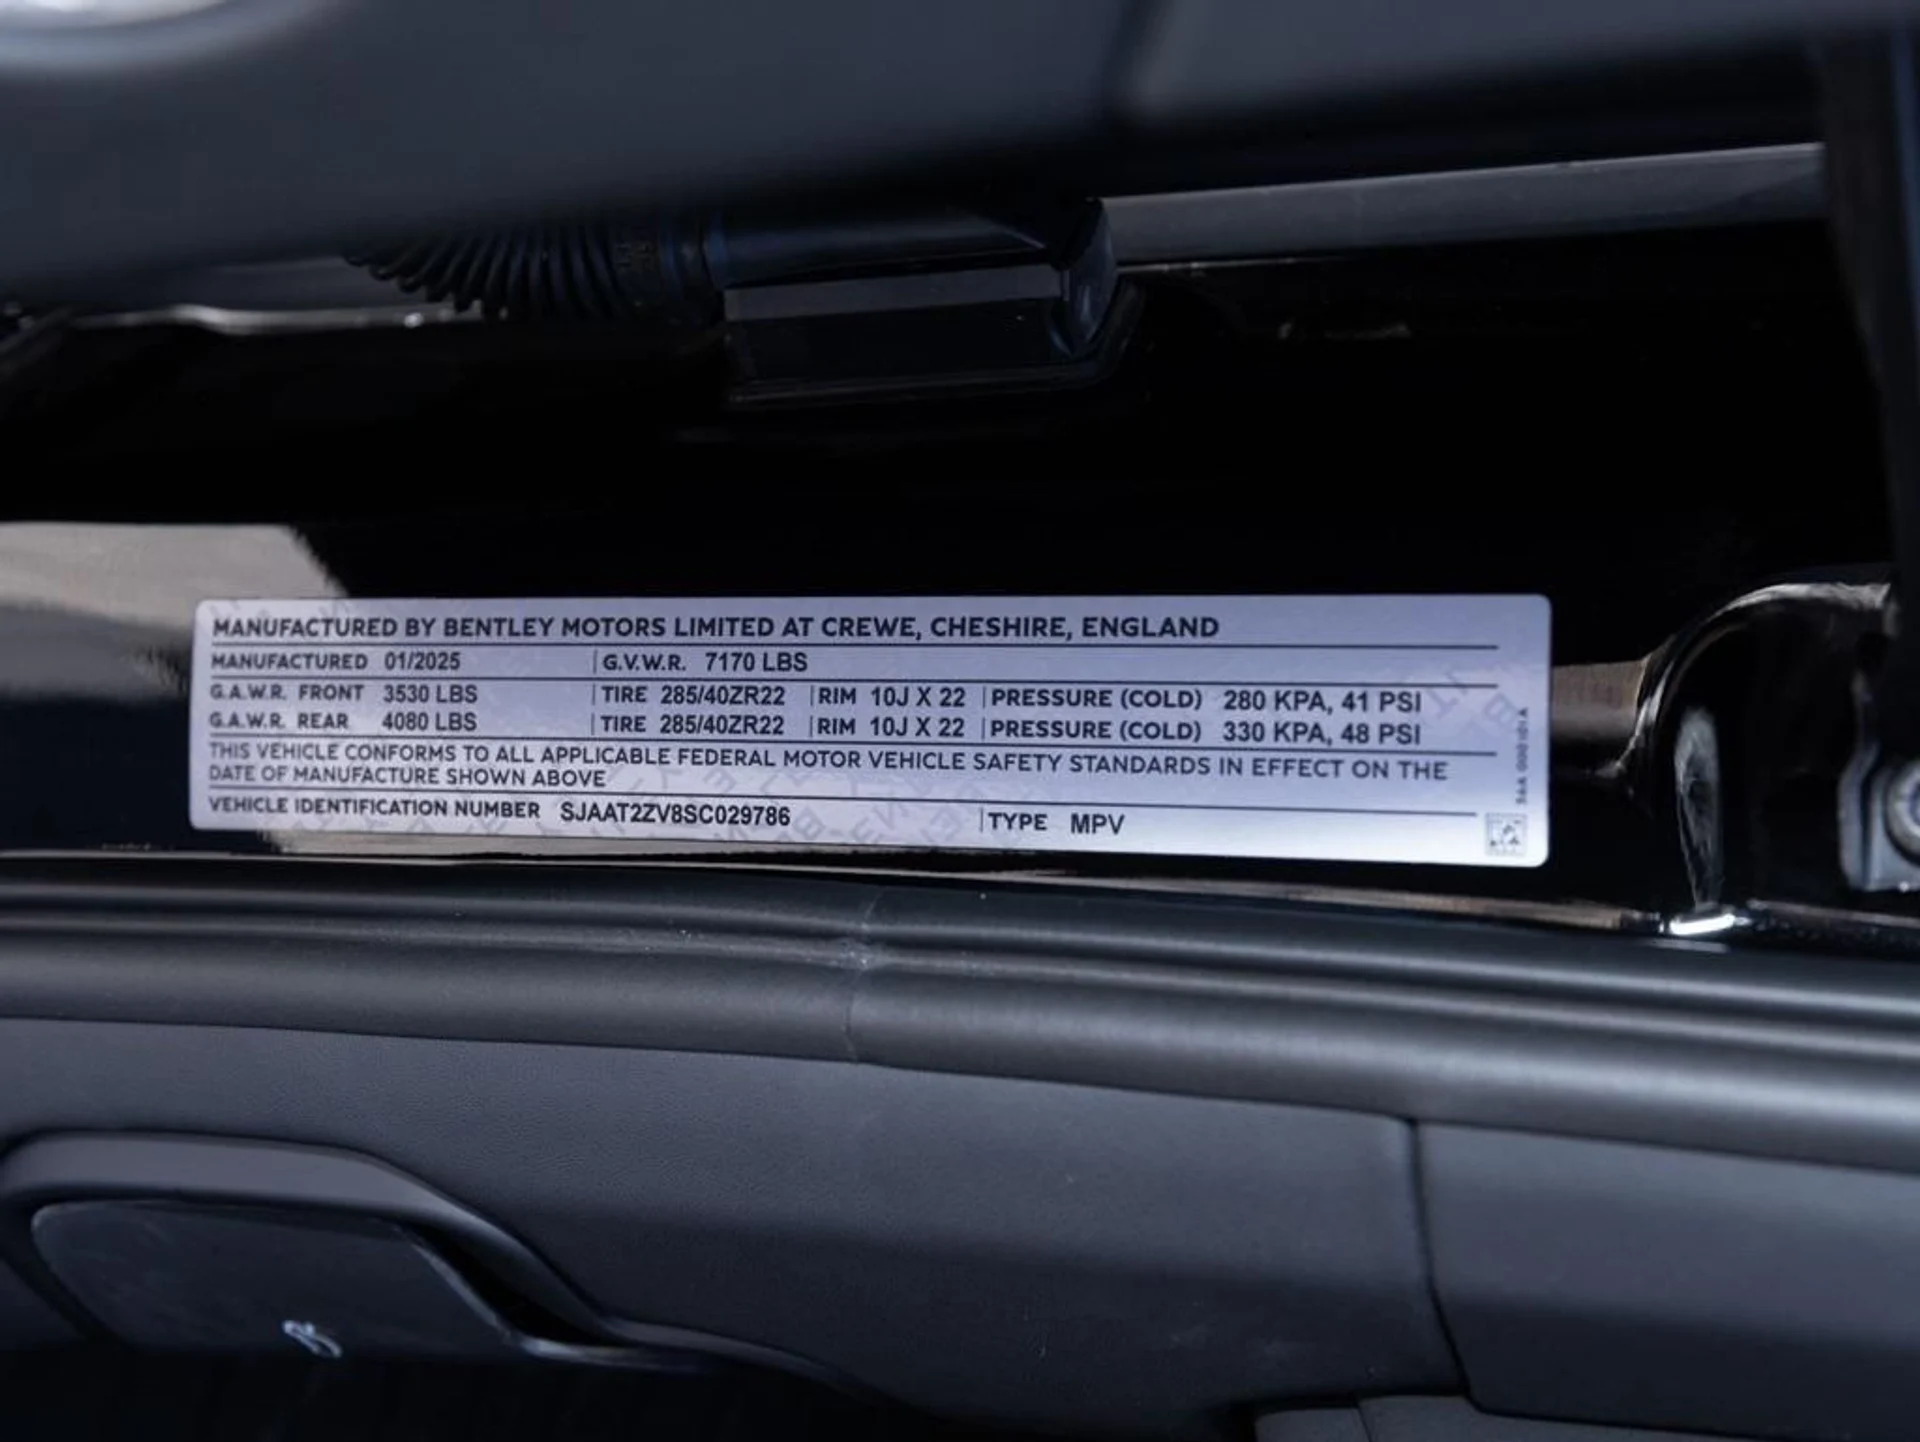 MANUFACTURED BY BENTLEY MOTORS LIMITED AT CREWE, CHESHIRE, ENGLAND
MANUFACTURED 01/2025 G.V.W.R. 7170 LBS
G.A.W.R. FRONT 3530 LBS TIRE 285/40ZR22 RIM 10J X 22 PRESSURE (COLD) 280 KPA, 41 PSI
G.A.W.R. REAR 4080 LBS TIRE 285/40ZR22 RIM 10J X 22 PRESSURE (COLD) 330 KPA, 48 PSI
THIS VEHICLE CONFORMS TO ALL APPLICABLE FEDERAL MOTOR VEHICLE SAFETY STANDARDS IN EFFECT ON THE
DATE OF MANUFACTURE SHOWN ABOVE
VEHICLE IDENTIFICATION NUMBER SJAAT2ZV8SC029786 TYPE MPV